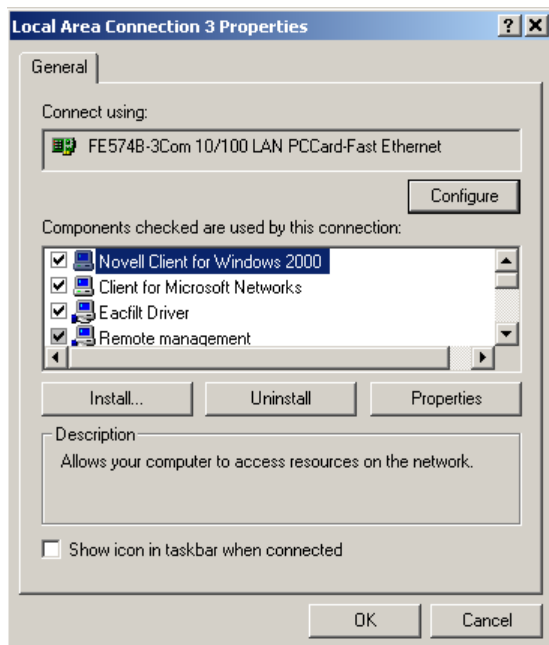 Local Area Connection 3 Properties
General
Connect using:
FE574B-3Com 10/100 LAN PCCard-Fast Ethernet
Configure
Components checked are used by this connection:
Novell Client for Windows 2000
Client for Microsoft Networks
Eacfilt Driver
Remote management
Install... Uninstall Properties
Description
Allows your computer to access resources on the network.
Show icon in taskbar when connected
OK Cancel